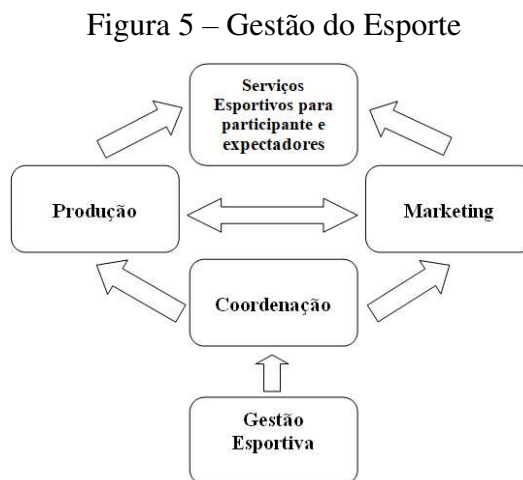 Figura 5 – Gestão do Esporte
Serviços
Esportivos para
participante e
expectadores
Produção
Marketing
Coordenação
Gestão
Esportiva